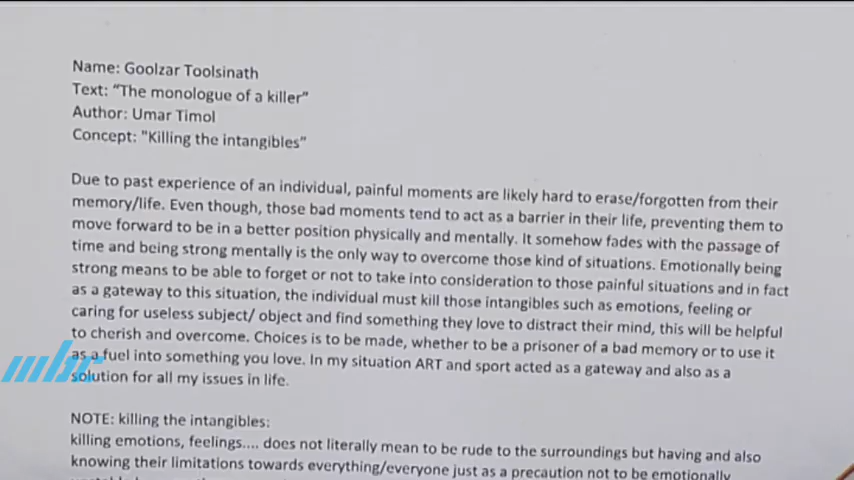 Name: Goolzar Toolsinath
Text: “The monologue of a killer”
Author: Umar Timol
Concept: "Killing the intangibles”
Due to past experience of an individual, painful moments are likely hard to erase/forgotten from their
memory/life. Even though, those bad moments tend to act as a barrier in their life, preventing them to
move forward to be in a better position physically and mentally. It somehow fades with the passage of
time and being strong mentally is the only way to overcome those kind of situations. Emotionally being
strong means to be able to forget or not to take into consideration to those painful situations and in fact
as a gateway to this situation, the individual must kill those intangibles such as emotions, feeling or
caring for useless subject/ object and find something they love to distract their mind, this will be helpful
to cherish and overcome. Choices is to be made, whether to be a prisoner of a bad memory or to use it
as a fuel into something you love. In my situation ART and sport acted as a gateway and also as a
solution for all my issues in life.
mbc
NOTE: killing the intangibles:
killing emotions, feelings.... does not literally mean to be rude to the surroundings but having and also
knowing their limitations towards everything/everyone just as a precaution not to be emotionally